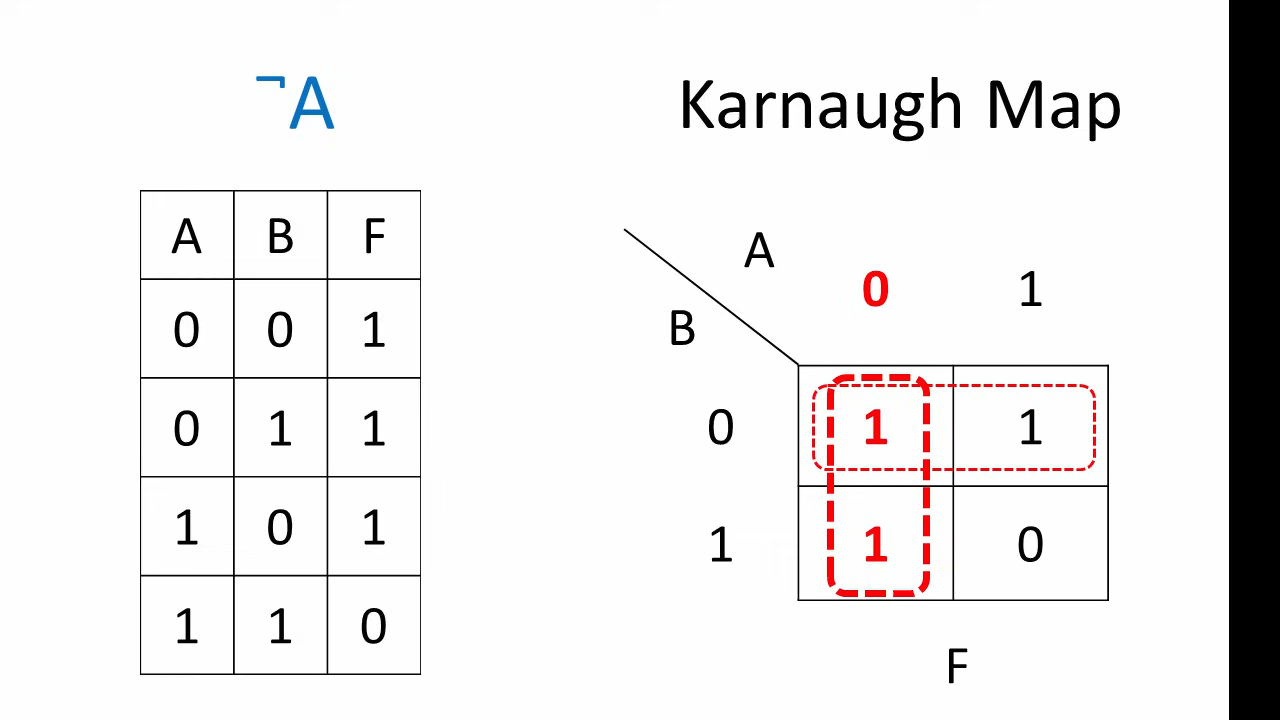 ¬A
Karnaugh Map
A B F
0 0 1
0 1 1
1 0 1
1 1 0
A
0 1
B
0 1 1
1 1 0
F